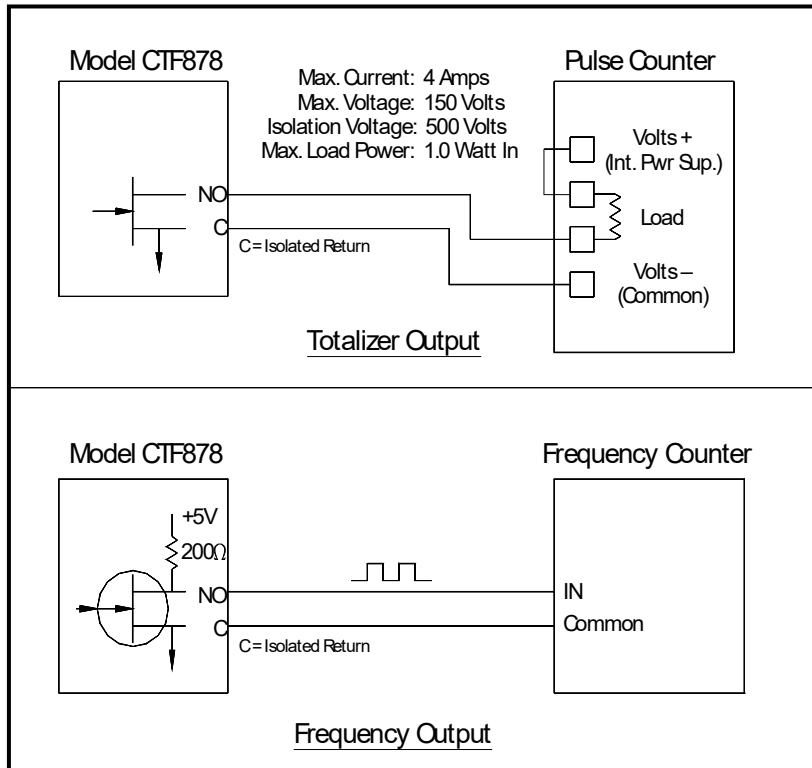 Model CTF878
Max. Current: 4 Amps
Max. Voltage: 150 Volts
Isolation Voltage: 500 Volts
Max. Load Power: 1.0 Watt In
Pulse Counter
Volts +
(Int. Pwr Sup.)
NO
Load
C
C = Isolated Return
Volts –
(Common)
Totalizer Output
Model CTF878
Frequency Counter
+5V
200Ω
NO
IN
C
Common
C = Isolated Return
Frequency Output